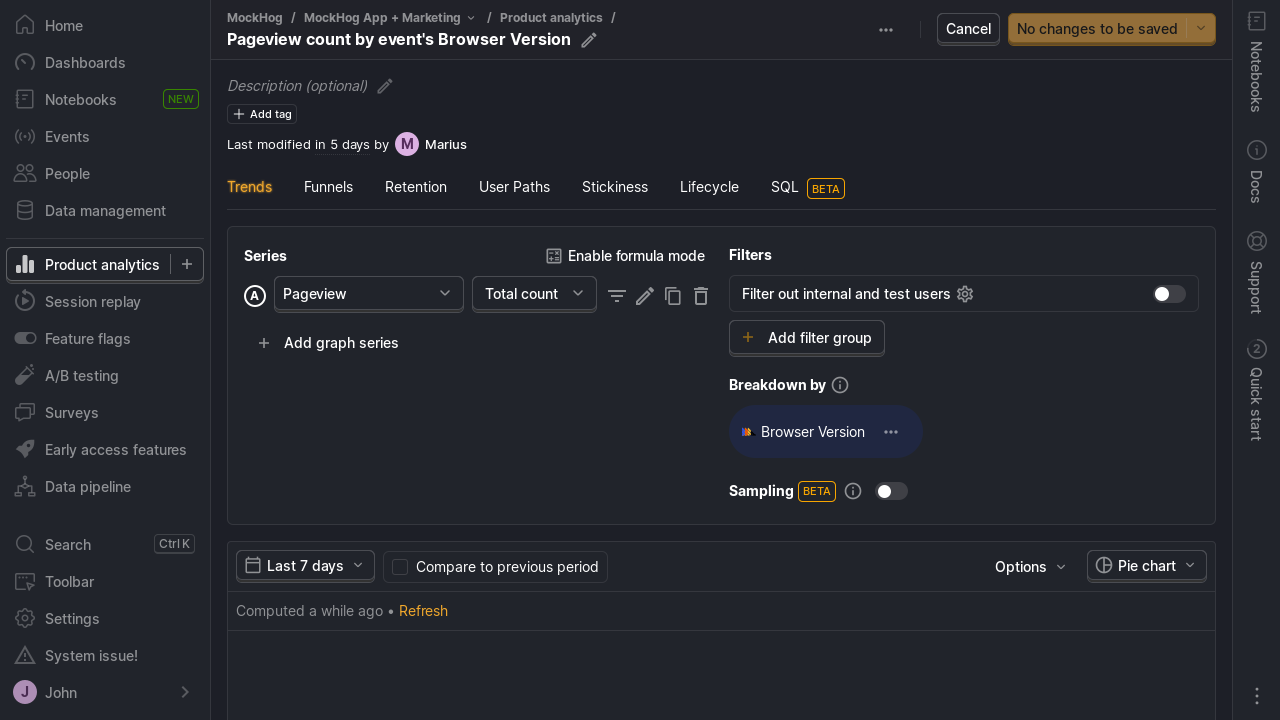 Home
Dashboards
Notebooks NEW
Events
People
Data management
Product analytics
Session replay
Feature flags
A/B testing
Surveys
Early access features
Data pipeline
Search Ctrl K
Toolbar
Settings
System issue!
J John
MockHog / MockHog App + Marketing / Product analytics /
Pageview count by event's Browser Version
Cancel No changes to be saved
Description (optional)
Add tag
Last modified in 5 days by M Marius
Trends Funnels Retention User Paths Stickiness Lifecycle SQL BETA
Series Enable formula mode
A Pageview Total count
Add graph series
Filters
Filter out internal and test users
Add filter group
Breakdown by
Browser Version
Sampling BETA
Last 7 days Compare to previous period Options Pie chart
Computed a while ago • Refresh
Notebooks
Docs
Support
2 Quick start